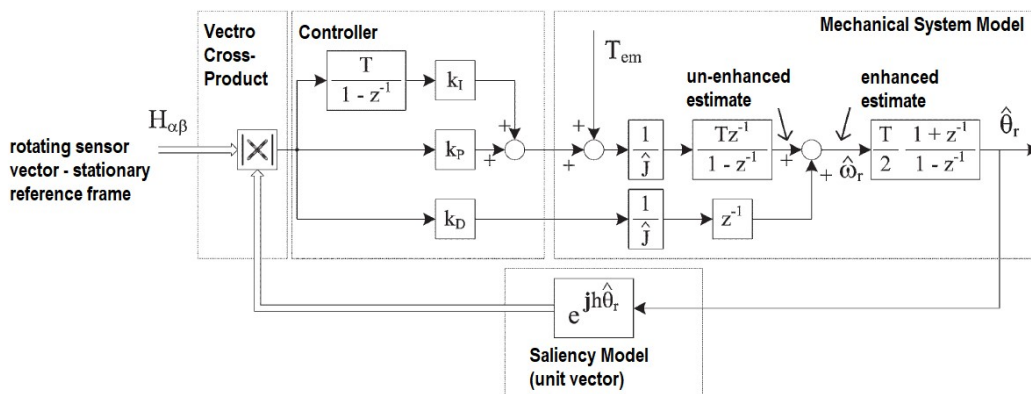 Vectro
Cross-
Product
Controller
Mechanical System Model
T
1 - z⁻¹
k_I
T_em
un-enhanced
estimate
enhanced
estimate
H_αβ
rotating sensor
vector - stationary
reference frame
×
k_P
+
+
+
+
1
Ĵ
Tz⁻¹
1 - z⁻¹
+
+
ω̂_r
T
2
1 + z⁻¹
1 - z⁻¹
θ̂_r
k_D
1
Ĵ
z⁻¹
e^jhθ̂_r
Saliency Model
(unit vector)